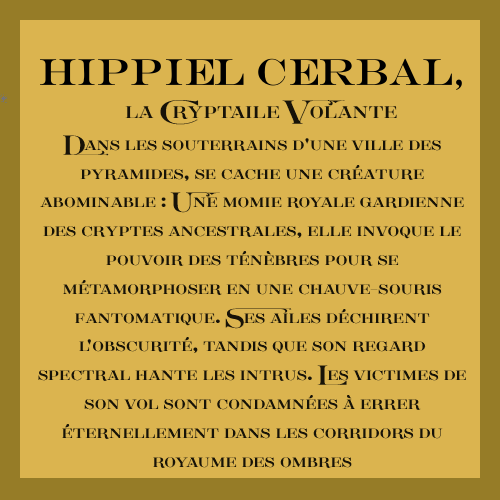 HIPPIEL CERBAL,
LA CRYPTAILE VOLANTE
DANS LES SOUTERRAINS D'UNE VILLE DES
PYRAMIDES, SE CACHE UNE CRÉATURE
ABOMINABLE : UNE MOMIE ROYALE GARDIENNE
DES CRYPTES ANCESTRALES, ELLE INVOQUE LE
POUVOIR DES TÉNÈBRES POUR SE
MÉTAMORPHOSER EN UNE CHAUVE-SOURIS
FANTOMATIQUE. SES AILES DÉCHIRENT
L'OBSCURITÉ, TANDIS QUE SON REGARD
SPECTRAL HANTE LES INTRUS. LES VICTIMES DE
SON VOL SONT CONDAMNÉES À ERRER
ÉTERNELLEMENT DANS LES CORRIDORS DU
ROYAUME DES OMBRES